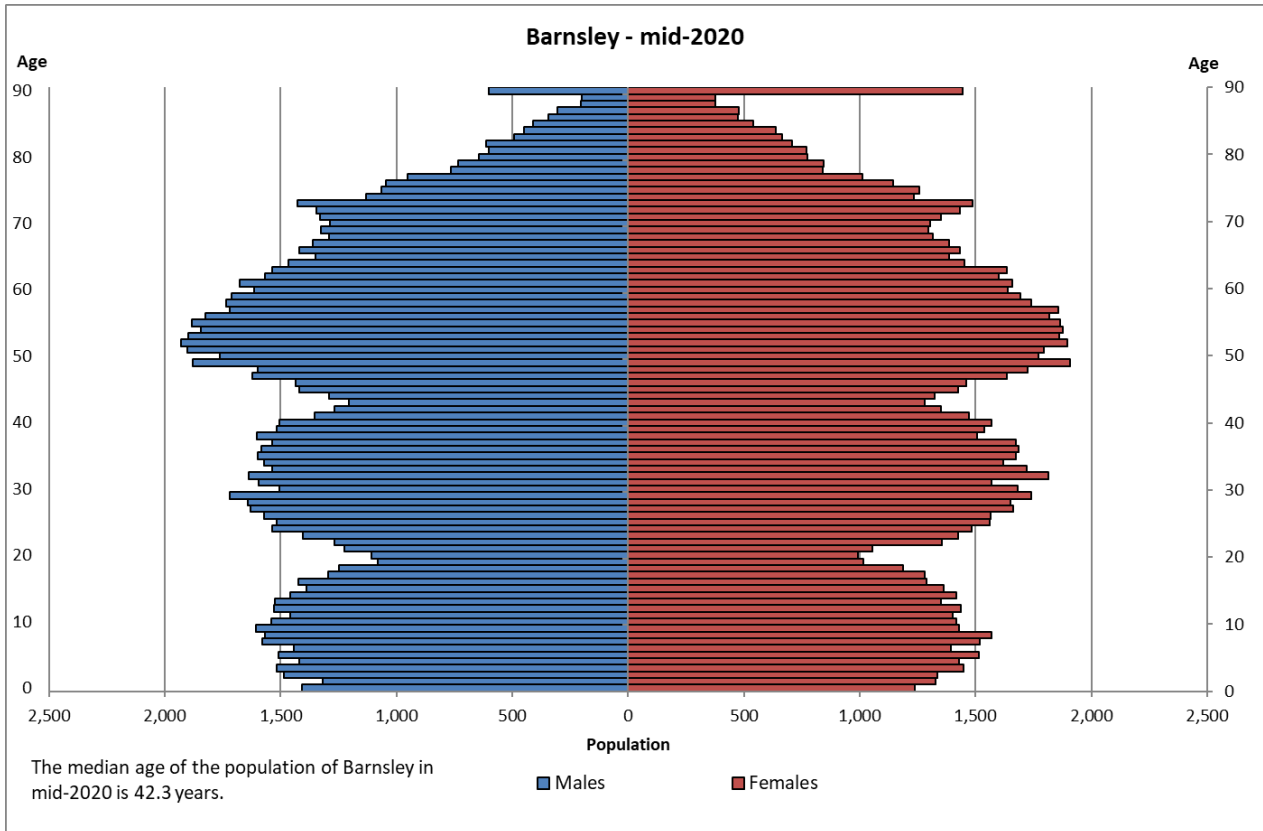 Barnsley - mid-2020
Age
Age
90
90
80
80
70
70
60
60
50
50
40
40
30
30
20
20
10
10
0
0
2,500 2,000 1,500 1,000 500 0 500 1,000 1,500 2,000 2,500
Population
The median age of the population of Barnsley in
mid-2020 is 42.3 years.
Males Females